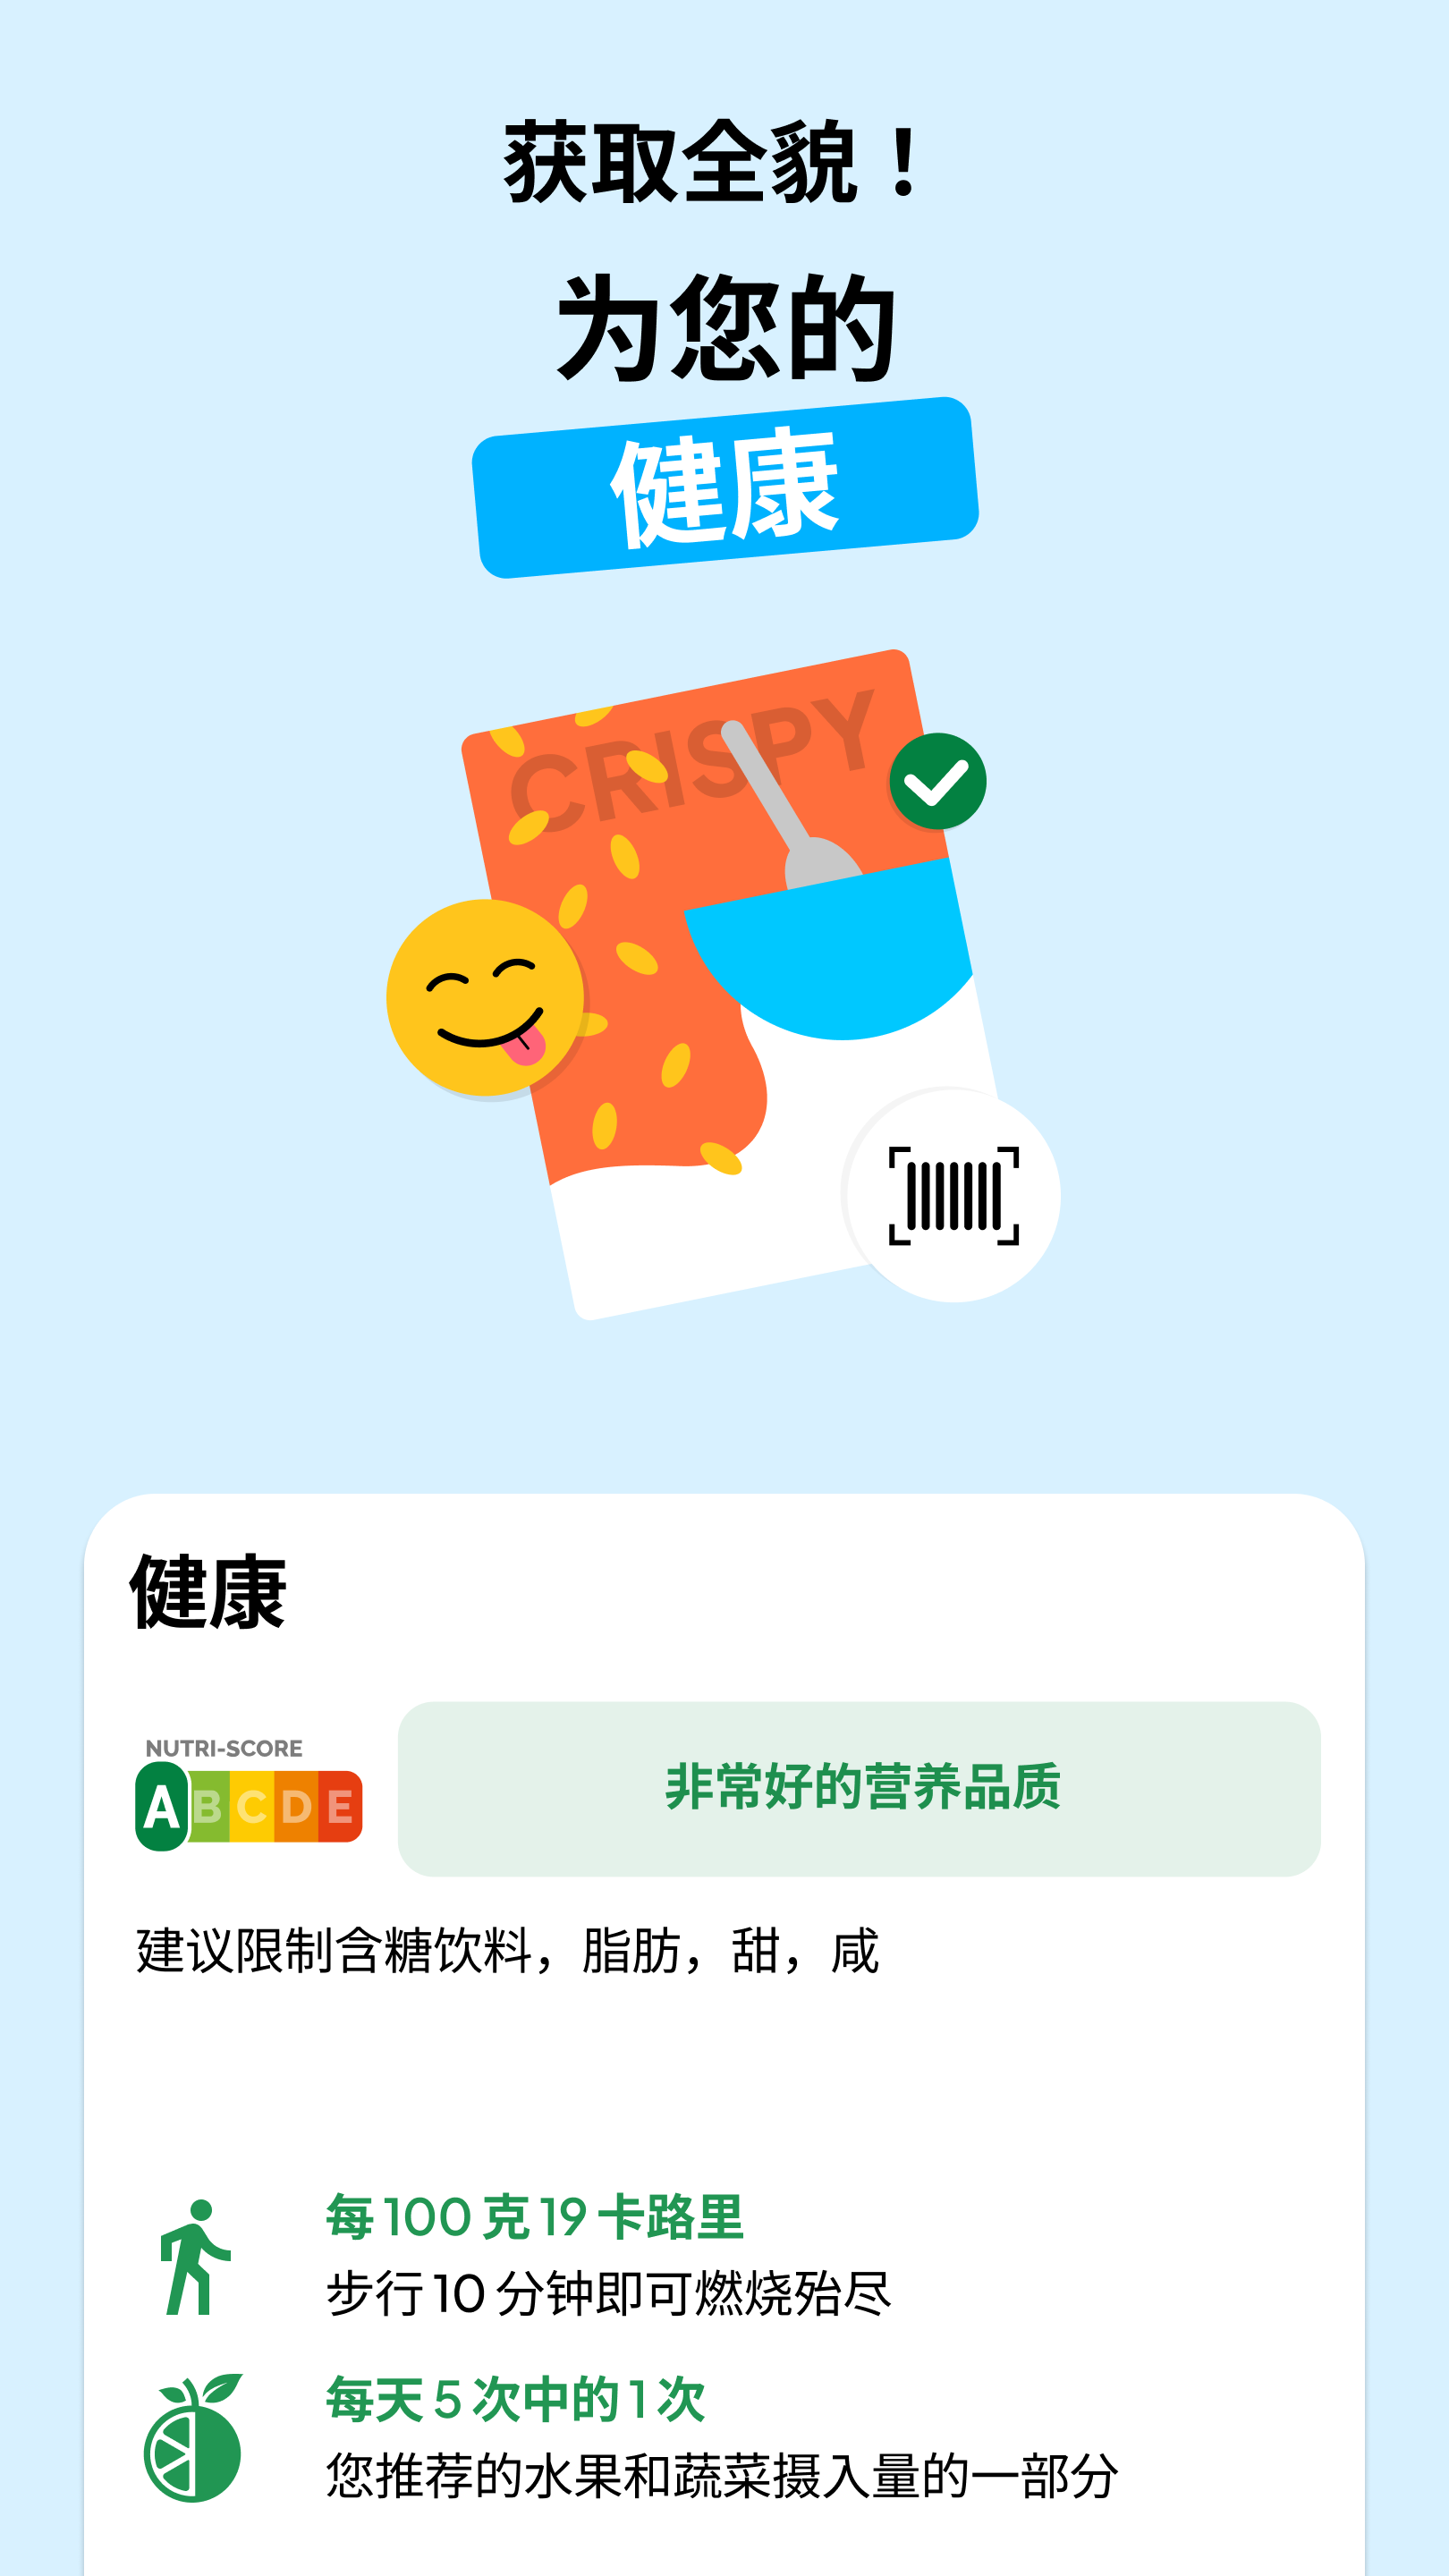 获取全貌！
为您的
健康
CRISPY
健康
NUTRI-SCORE
A B C D E
非常好的营养品质
建议限制含糖饮料，脂肪，甜，咸
每 100 克 19 卡路里
步行 10 分钟即可燃烧殆尽
每天 5 次中的 1 次
您推荐的水果和蔬菜摄入量的一部分